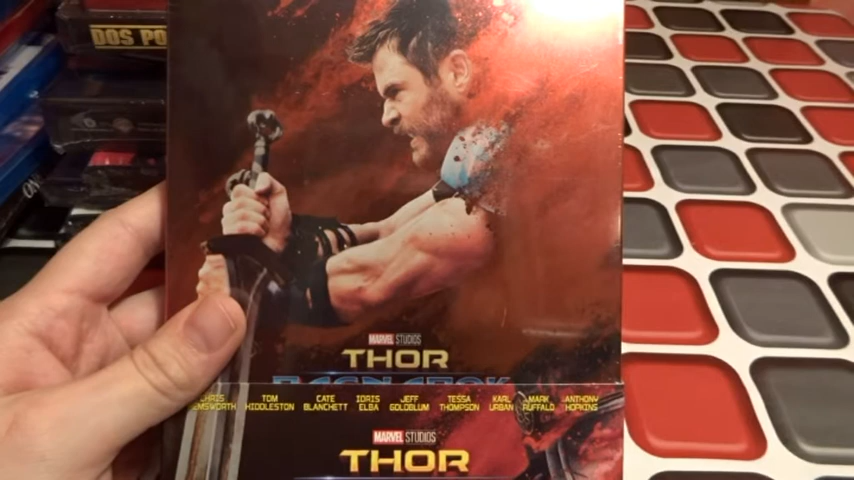 DOS PO
MARVEL STUDIOS
THOR
RAGNAROK
CHRIS HEMSWORTH TOM HIDDLESTON CATE BLANCHETT IDRIS ELBA JEFF GOLDBLUM TESSA THOMPSON KARL URBAN MARK RUFFALO ANTHONY HOPKINS
MARVEL STUDIOS
THOR